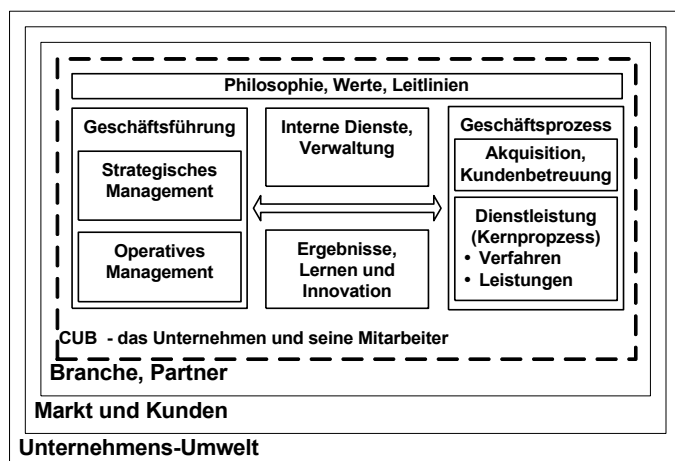 Philosophie, Werte, Leitlinien
Geschäftsführung
Strategisches
Management
Operatives
Management
Interne Dienste,
Verwaltung
Ergebnisse,
Lernen und
Innovation
Geschäftsprozess
Akquisition,
Kundenbetreuung
Dienstleistung
(Kernpropzess)
• Verfahren
• Leistungen
CUB - das Unternehmen und seine Mitarbeiter
Branche, Partner
Markt und Kunden
Unternehmens-Umwelt